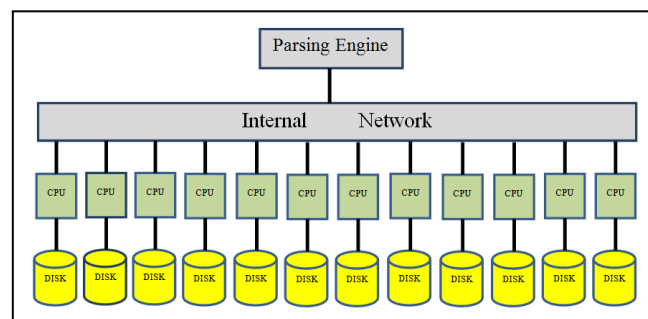 Parsing Engine
Internal Network
CPU CPU CPU CPU CPU CPU CPU CPU CPU CPU CPU CPU
DISK DISK DISK DISK DISK DISK DISK DISK DISK DISK DISK DISK